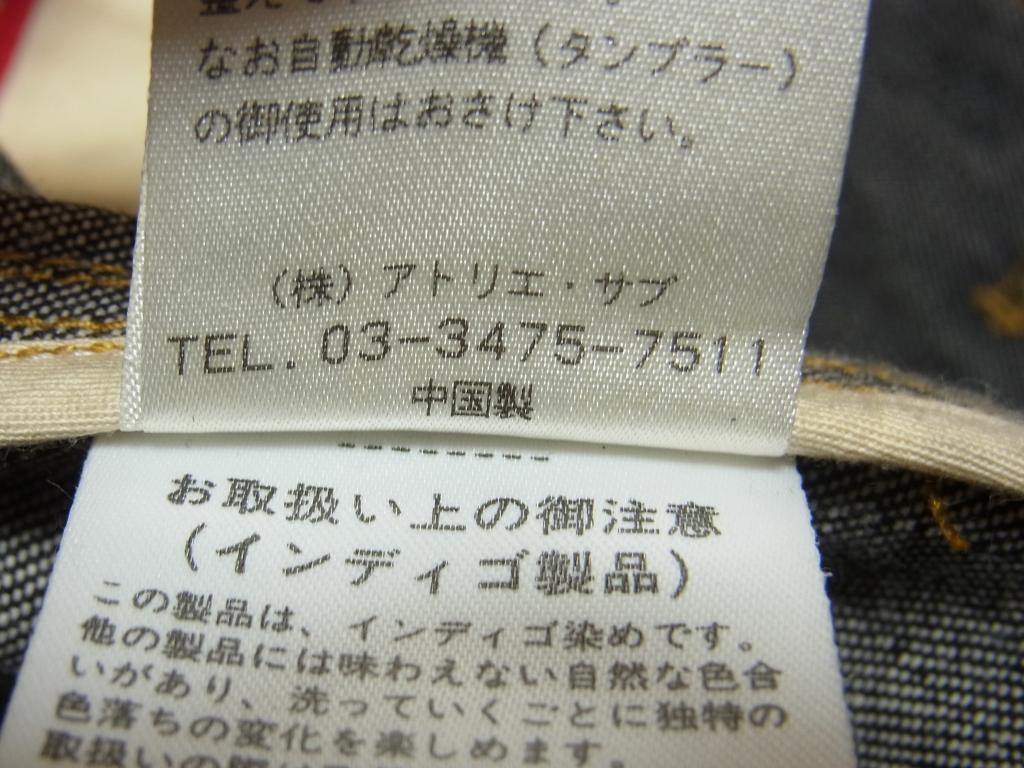 なお自動乾燥機(タンブラー)
の御使用はおさけ下さい。
(株)アトリエ・サブ
TEL. 03-3475-7511
中国製
お取扱い上の御注意
(インディゴ製品)
この製品は、インディゴ染めです。
他の製品には味わえない自然な色合
いがあり、洗っていくごとに独特の
色落ちの変化を楽しめます。
取扱いの